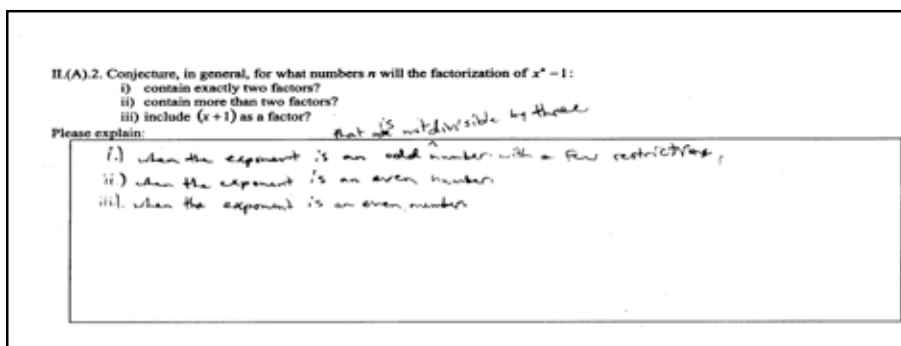 II.(A).2. Conjecture, in general, for what numbers n will the factorization of xⁿ – 1:
i) contain exactly two factors?
ii) contain more than two factors?
iii) include (x + 1) as a factor?
that is not divisible by three
Please explain:
i.) when the exponent is an odd ^ number with a few restrictions,
ii.) when the exponent is an even number
iii). when the exponent is an even number